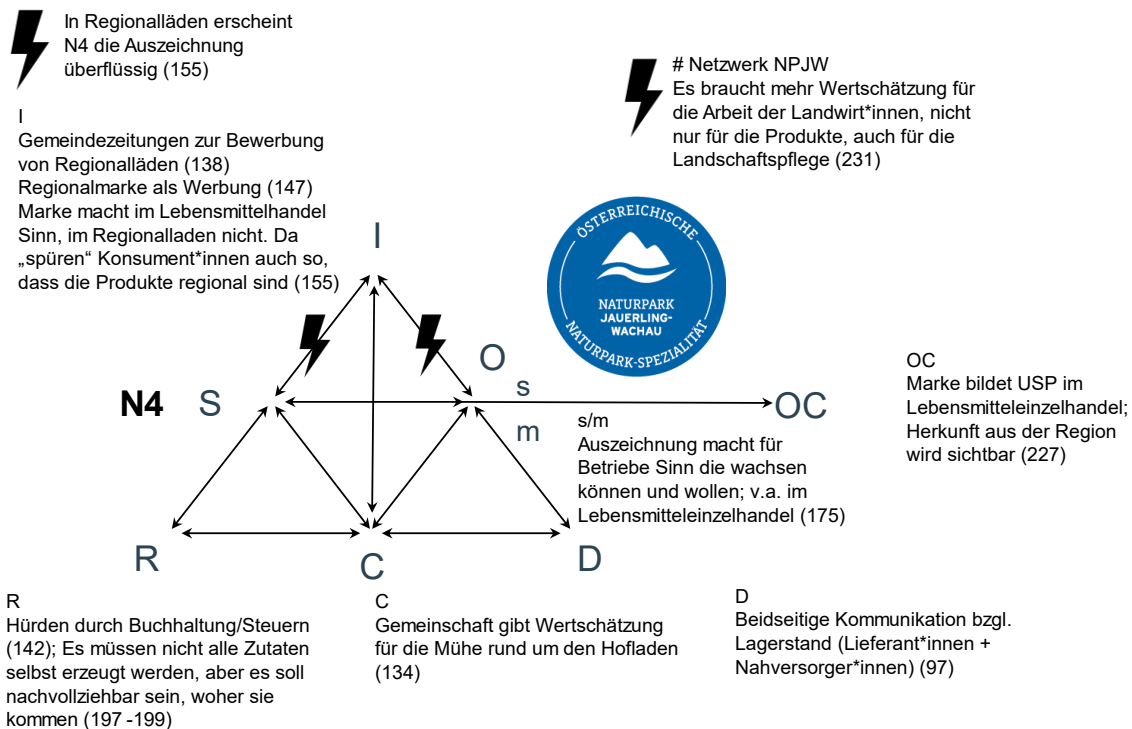 In Regionalläden erscheint
N4 die Auszeichnung
überflüssig (155)
# Netzwerk NPJW
Es braucht mehr Wertschätzung für
die Arbeit der Landwirt*innen, nicht
nur für die Produkte, auch für die
Landschaftspflege (231)
I
Gemeindezeitungen zur Bewerbung
von Regionalläden (138)
Regionalmarke als Werbung (147)
Marke macht im Lebensmittelhandel
Sinn, im Regionalladen nicht. Da
„spüren“ Konsument*innen auch so,
dass die Produkte regional sind (155)
I
ÖSTERREICHISCHE
NATURPARK
JAUERLING-
WACHAU
NATURPARK-SPEZIALITÄT
N4
S
O
s
m
OC
s/m
Auszeichnung macht für
Betriebe Sinn die wachsen
können und wollen; v.a. im
Lebensmitteleinzelhandel (175)
OC
Marke bildet USP im
Lebensmitteleinzelhandel;
Herkunft aus der Region
wird sichtbar (227)
R
C
D
R
Hürden durch Buchhaltung/Steuern
(142); Es müssen nicht alle Zutaten
selbst erzeugt werden, aber es soll
nachvollziehbar sein, woher sie
kommen (197 -199)
C
Gemeinschaft gibt Wertschätzung
für die Mühe rund um den Hofladen
(134)
D
Beidseitige Kommunikation bzgl.
Lagerstand (Lieferant*innen +
Nahversorger*innen) (97)